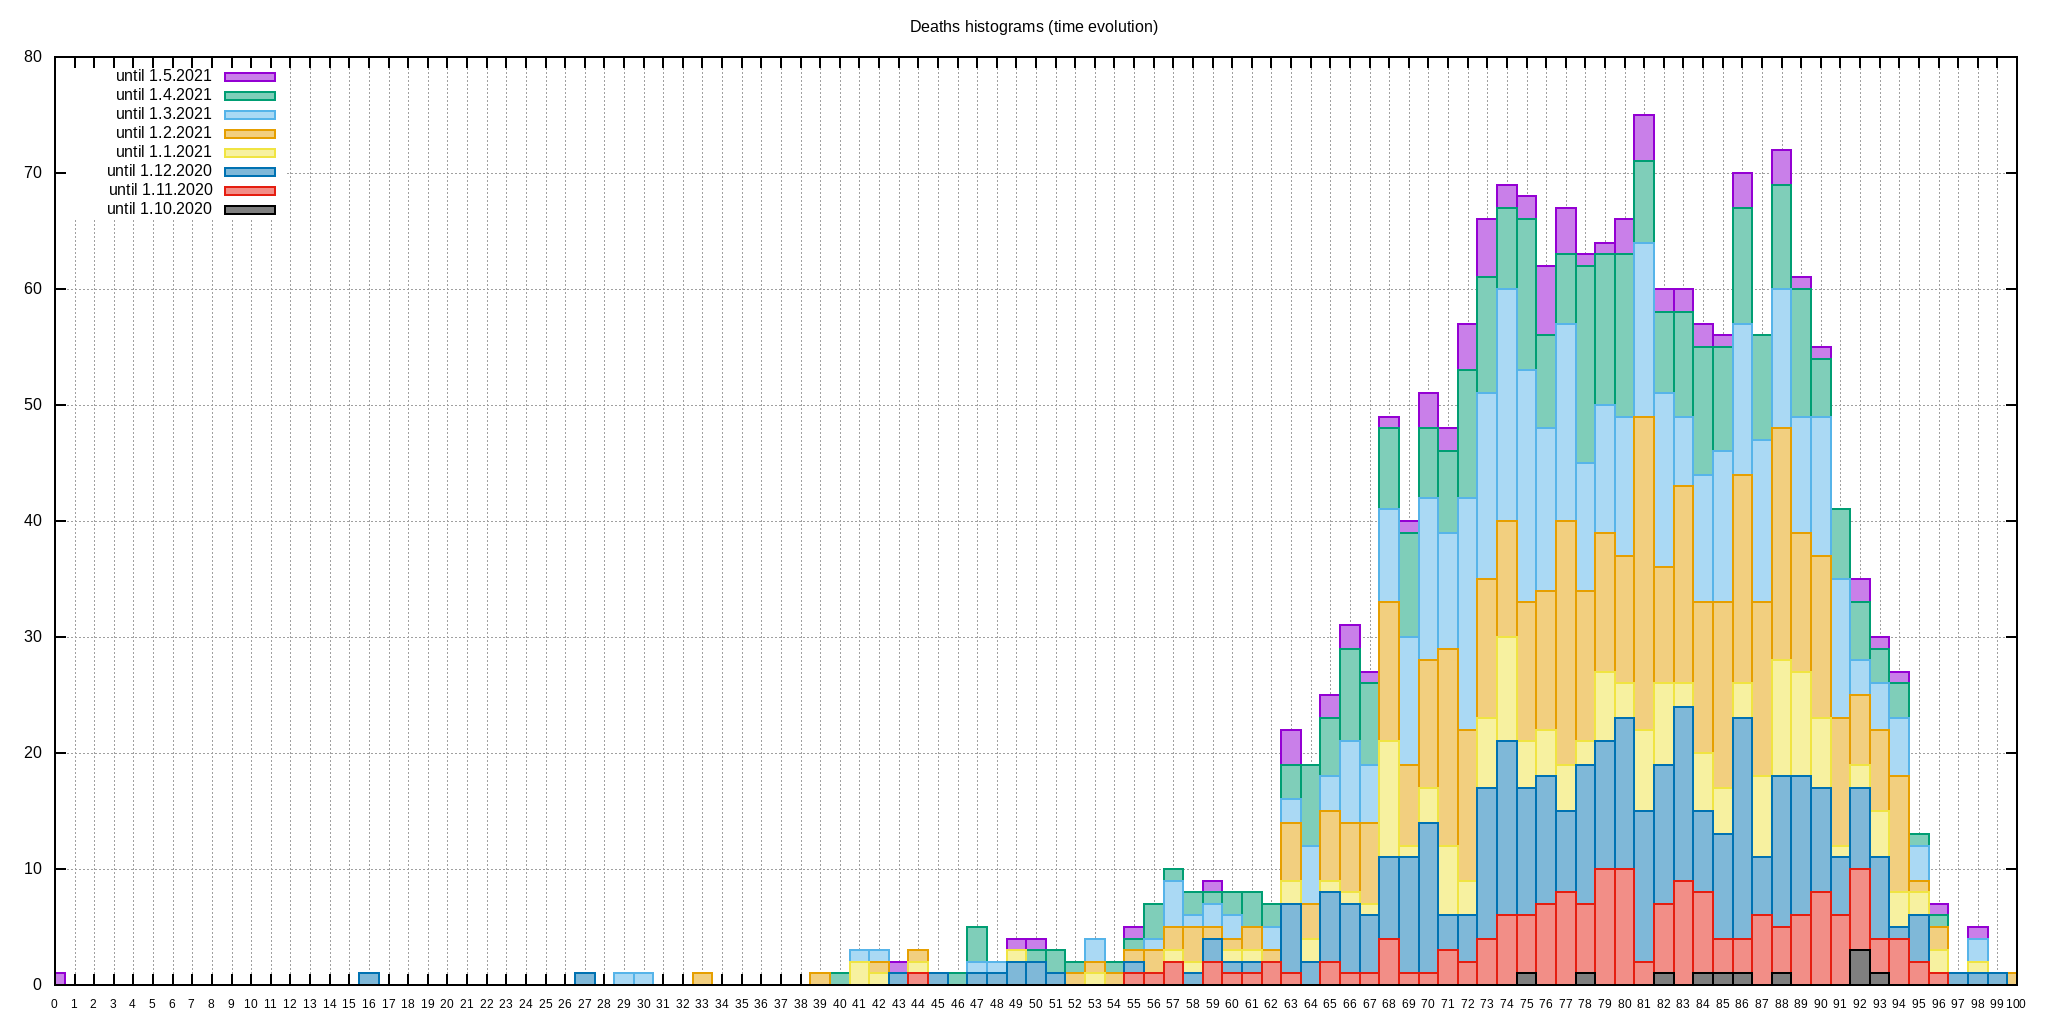 Deaths histograms (time evolution)
80
70
60
50
40
30
20
10
0
until 1.5.2021
until 1.4.2021
until 1.3.2021
until 1.2.2021
until 1.1.2021
until 1.12.2020
until 1.11.2020
until 1.10.2020
0 1 2 3 4 5 6 7 8 9 10 11 12 13 14 15 16 17 18 19 20 21 22 23 24 25 26 27 28 29 30 31 32 33 34 35 36 37 38 39 40 41 42 43 44 45 46 47 48 49 50 51 52 53 54 55 56 57 58 59 60 61 62 63 64 65 66 67 68 69 70 71 72 73 74 75 76 77 78 79 80 81 82 83 84 85 86 87 88 89 90 91 92 93 94 95 96 97 98 99 100